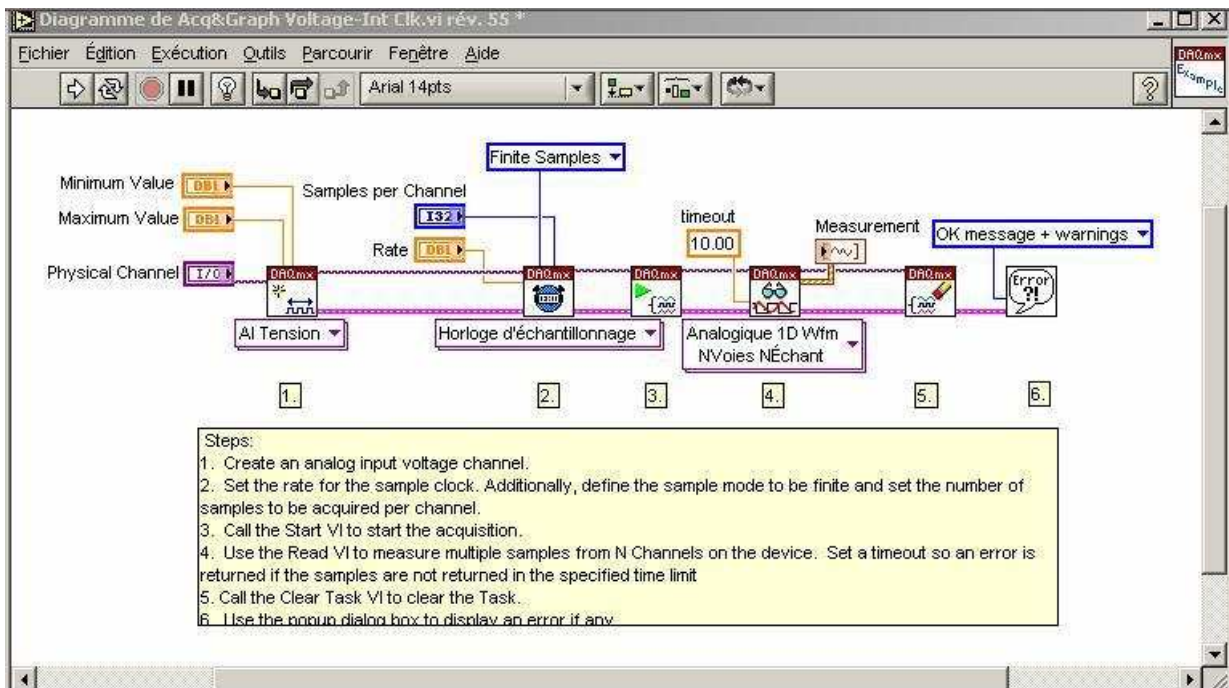 Diagramme de Acq&Graph Voltage-Int Clk.vi rév. 55 *
Fichier Édition Exécution Outils Parcourir Fenêtre Aide
Arial 14pts
DAQmx
Example
Finite Samples
Minimum Value DBL
Samples per Channel
I32
Maximum Value DBL
timeout
10.00
Measurement
OK message + warnings
Rate DBL
Physical Channel I/O
DAQmx DAQmx DAQmx DAQmx DAQmx
Error
?!
AI Tension
Horloge d'échantillonnage
Analogique 1D Wfm
NVoies NÉchant
1. 2. 3. 4. 5. 6.
Steps:
1. Create an analog input voltage channel.
2. Set the rate for the sample clock. Additionally, define the sample mode to be finite and set the number of
samples to be acquired per channel.
3. Call the Start VI to start the acquisition.
4. Use the Read VI to measure multiple samples from N Channels on the device. Set a timeout so an error is
returned if the samples are not returned in the specified time limit
5. Call the Clear Task VI to clear the Task.
6. Use the popup dialog box to display an error if any